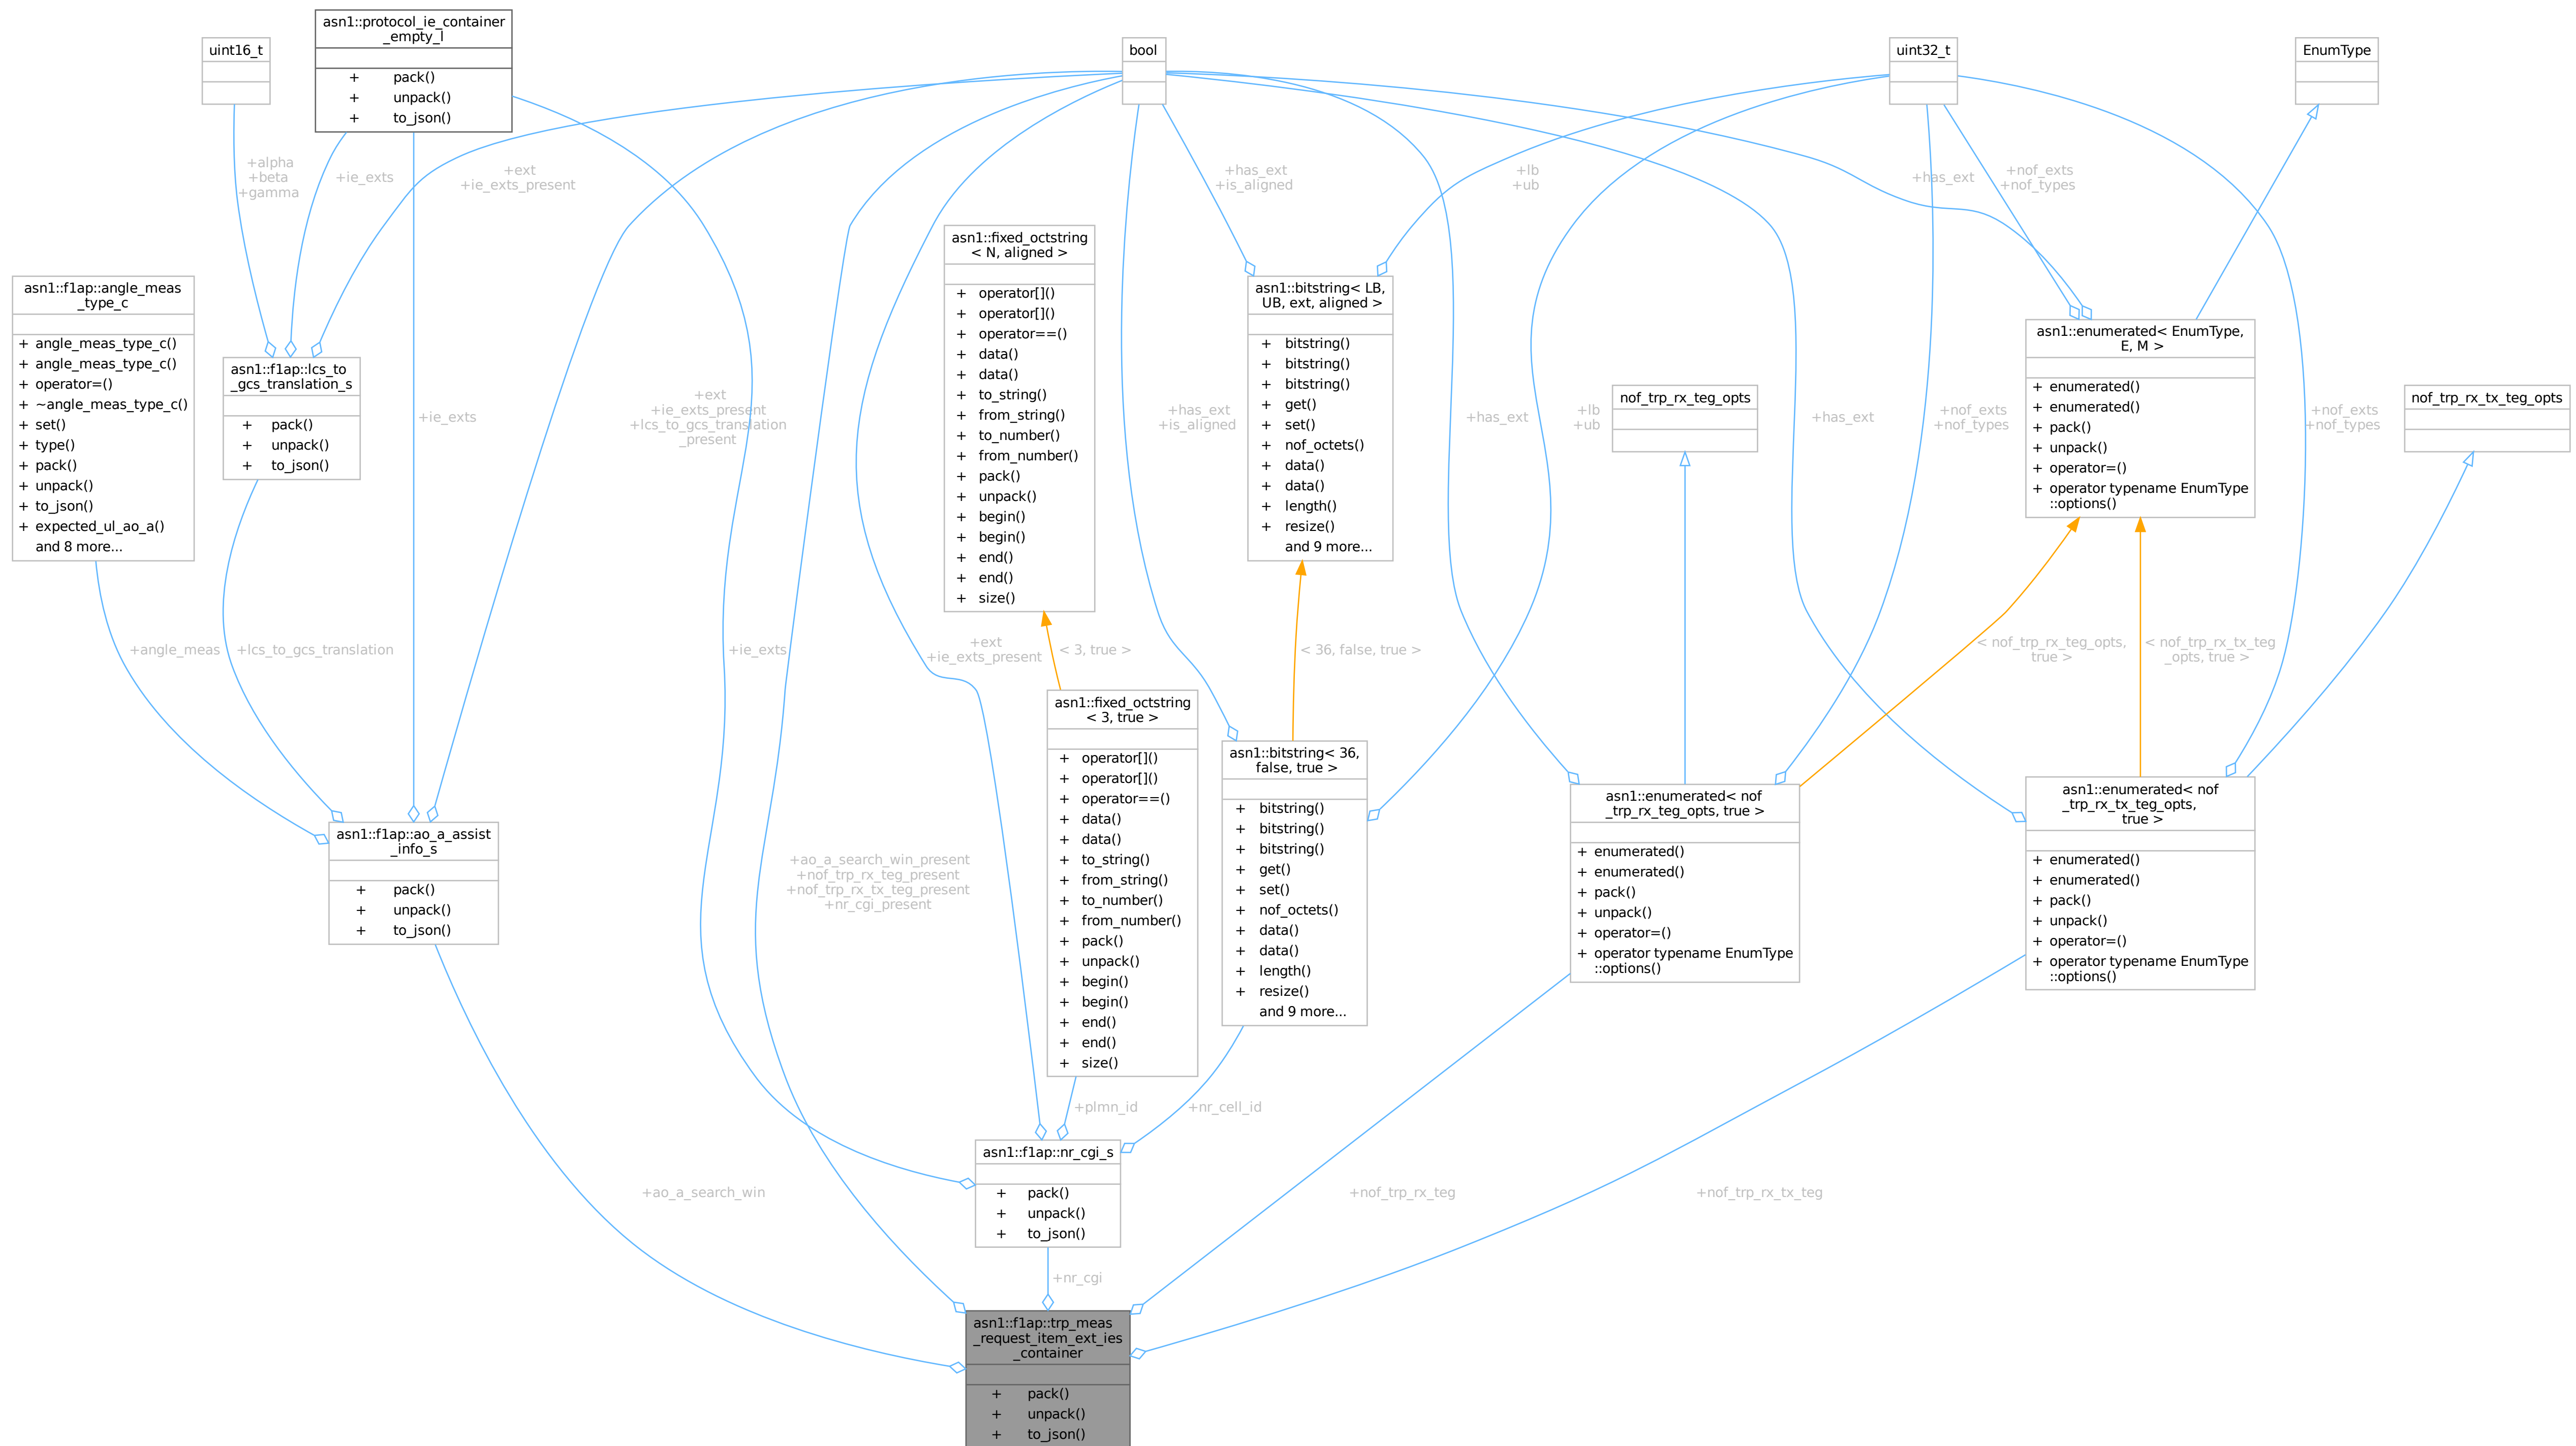 asn1::protocol_ie_container
_empty_l
+ pack()
+ unpack()
+ to_json()
uint16_t
bool
uint32_t
EnumType
+alpha
+beta
+gamma
+ie_exts
+ext
+ie_exts_present
+has_ext
+is_aligned
+lb
+ub
+has_ext
+nof_exts
+nof_types
asn1::fixed_octstring
< N, aligned >
+ operator[]()
+ operator[]()
+ operator==()
+ data()
+ data()
+ to_string()
+ from_string()
+ to_number()
+ from_number()
+ pack()
+ unpack()
+ begin()
+ begin()
+ end()
+ end()
+ size()
asn1::f1ap::angle_meas
_type_c
+ angle_meas_type_c()
+ angle_meas_type_c()
+ operator=()
+ ~angle_meas_type_c()
+ set()
+ type()
+ pack()
+ unpack()
+ to_json()
+ expected_ul_ao_a()
and 8 more...
asn1::f1ap::lcs_to
_gcs_translation_s
+ pack()
+ unpack()
+ to_json()
asn1::bitstring< LB,
UB, ext, aligned >
+ bitstring()
+ bitstring()
+ bitstring()
+ get()
+ set()
+ nof_octets()
+ data()
+ data()
+ length()
+ resize()
and 9 more...
asn1::enumerated< EnumType,
E, M >
+ enumerated()
+ enumerated()
+ pack()
+ unpack()
+ operator=()
+ operator typename EnumType
::options()
nof_trp_rx_teg_opts
nof_trp_rx_tx_teg_opts
+ie_exts
+ext
+ie_exts_present
+lcs_to_gcs_translation
_present
+has_ext
+is_aligned
+has_ext
+lb
+ub
+has_ext
+nof_exts
+nof_types
+nof_exts
+nof_types
+angle_meas
+lcs_to_gcs_translation
+ie_exts
+ext
+ie_exts_present
< 3, true >
< 36, false, true >
< nof_trp_rx_teg_opts,
true >
< nof_trp_rx_tx_teg
_opts, true >
asn1::fixed_octstring
< 3, true >
+ operator[]()
+ operator[]()
+ operator==()
+ data()
+ data()
+ to_string()
+ from_string()
+ to_number()
+ from_number()
+ pack()
+ unpack()
+ begin()
+ begin()
+ end()
+ end()
+ size()
asn1::bitstring< 36,
false, true >
+ bitstring()
+ bitstring()
+ bitstring()
+ get()
+ set()
+ nof_octets()
+ data()
+ data()
+ length()
+ resize()
and 9 more...
asn1::enumerated< nof
_trp_rx_teg_opts, true >
+ enumerated()
+ enumerated()
+ pack()
+ unpack()
+ operator=()
+ operator typename EnumType
::options()
asn1::enumerated< nof
_trp_rx_tx_teg_opts,
true >
+ enumerated()
+ enumerated()
+ pack()
+ unpack()
+ operator=()
+ operator typename EnumType
::options()
asn1::f1ap::ao_a_assist
_info_s
+ pack()
+ unpack()
+ to_json()
+ao_a_search_win_present
+nof_trp_rx_teg_present
+nof_trp_rx_tx_teg_present
+nr_cgi_present
+plmn_id
+nr_cell_id
asn1::f1ap::nr_cgi_s
+ pack()
+ unpack()
+ to_json()
+ao_a_search_win
+nof_trp_rx_teg
+nof_trp_rx_tx_teg
+nr_cgi
asn1::f1ap::trp_meas
_request_item_ext_ies
_container
+ pack()
+ unpack()
+ to_json()